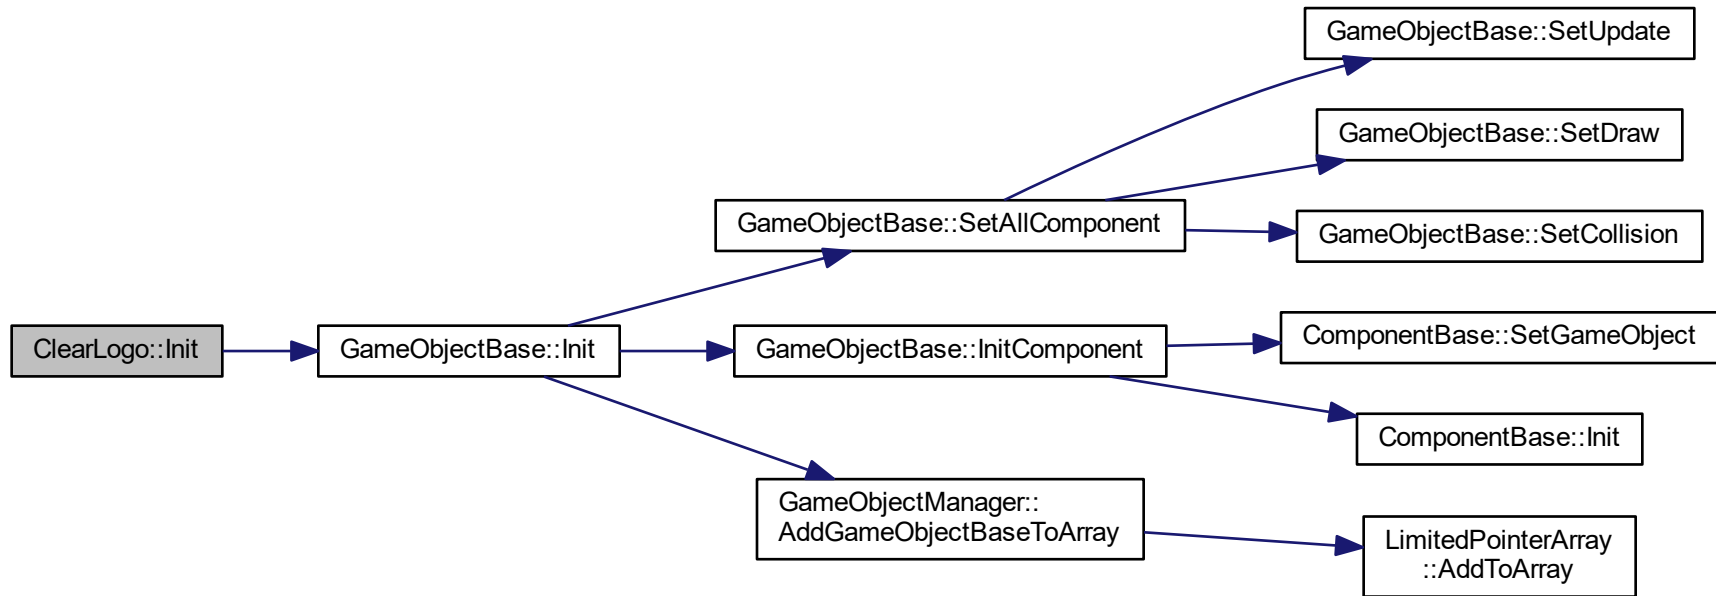 GameObjectBase::SetUpdate
GameObjectBase::SetDraw
GameObjectBase::SetAllComponent
GameObjectBase::SetCollision
ClearLogo::Init
GameObjectBase::Init
GameObjectBase::InitComponent
ComponentBase::SetGameObject
ComponentBase::Init
GameObjectManager::
AddGameObjectBaseToArray
LimitedPointerArray
::AddToArray